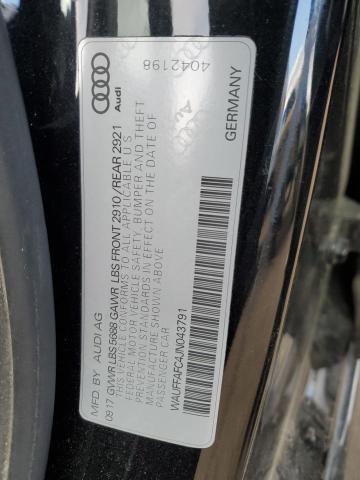 MFD. BY AUDI AG
09.17 GVWR LBS 5688 GAWR LBS FRONT 2910 / REAR 2921
THIS VEHICLE CONFORMS TO ALL APPLICABLE U S
FEDERAL MOTOR VEHICLE SAFETY, BUMPER AND THEFT
PREVENTION STANDARDS IN EFFECT ON THE DATE OF
MANUFACTURE SHOWN ABOVE
PASSENGER CAR
WAUFFAFC4JN043791
GERMANY
Audi
4042198